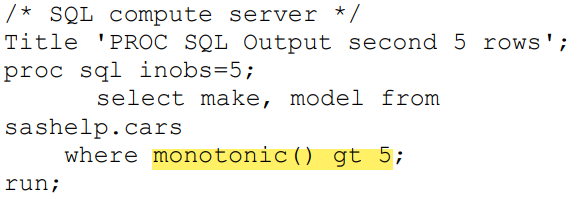 /* SQL compute server */
Title 'PROC SQL Output second 5 rows';
proc sql inobs=5;
      select make, model from
sashelp.cars
    where monotonic() gt 5;
run;